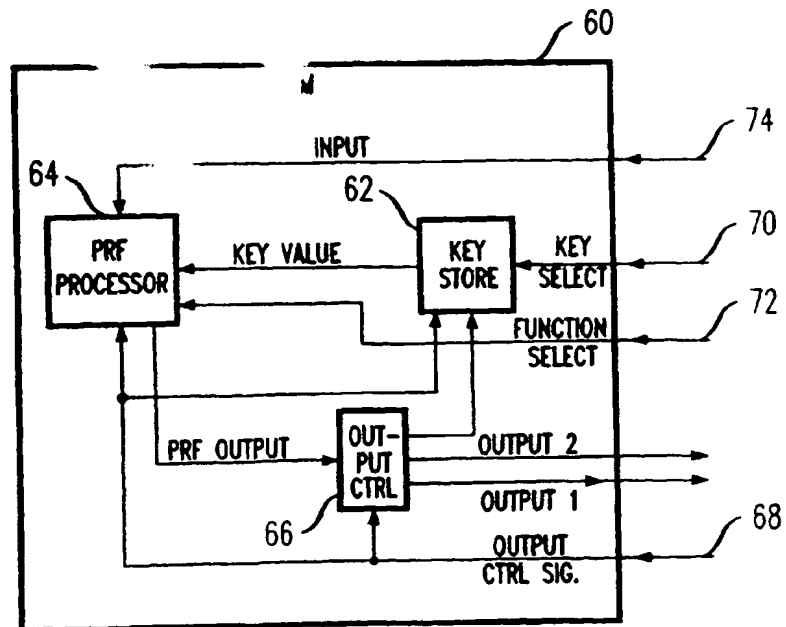 60
74
INPUT
64
62
70
PRF
PROCESSOR
KEY VALUE
KEY
STORE
KEY
SELECT
72
FUNCTION
SELECT
PRF OUTPUT
OUT-
PUT
CTRL
OUTPUT 2
OUTPUT 1
66
68
OUTPUT
CTRL SIG.